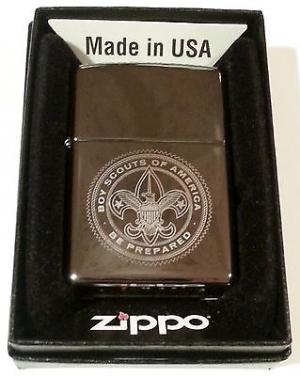 Made in USA
BOY SCOUTS OF AMERICA
BE PREPARED
zippo